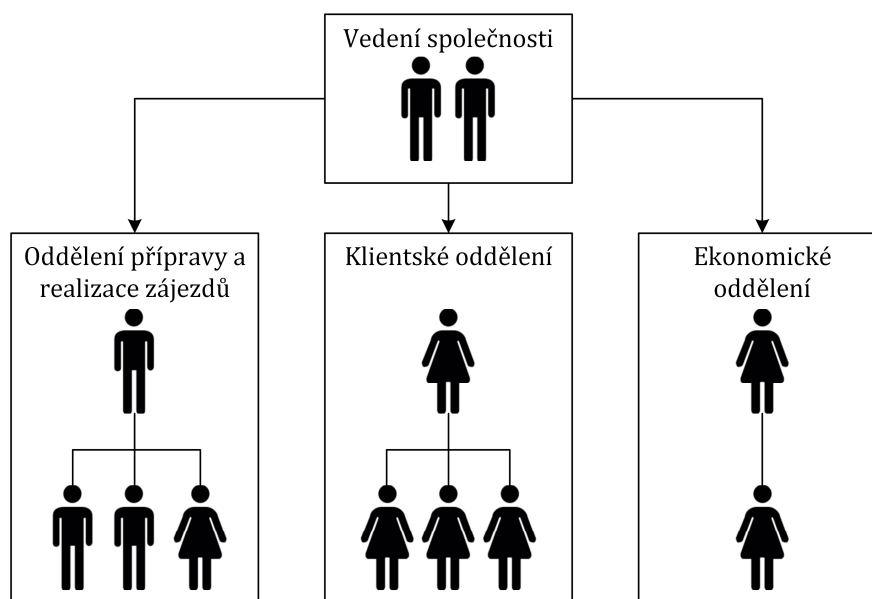 Vedení společnosti
Oddělení přípravy a
realizace zájezdů
Klientské oddělení
Ekonomické
oddělení